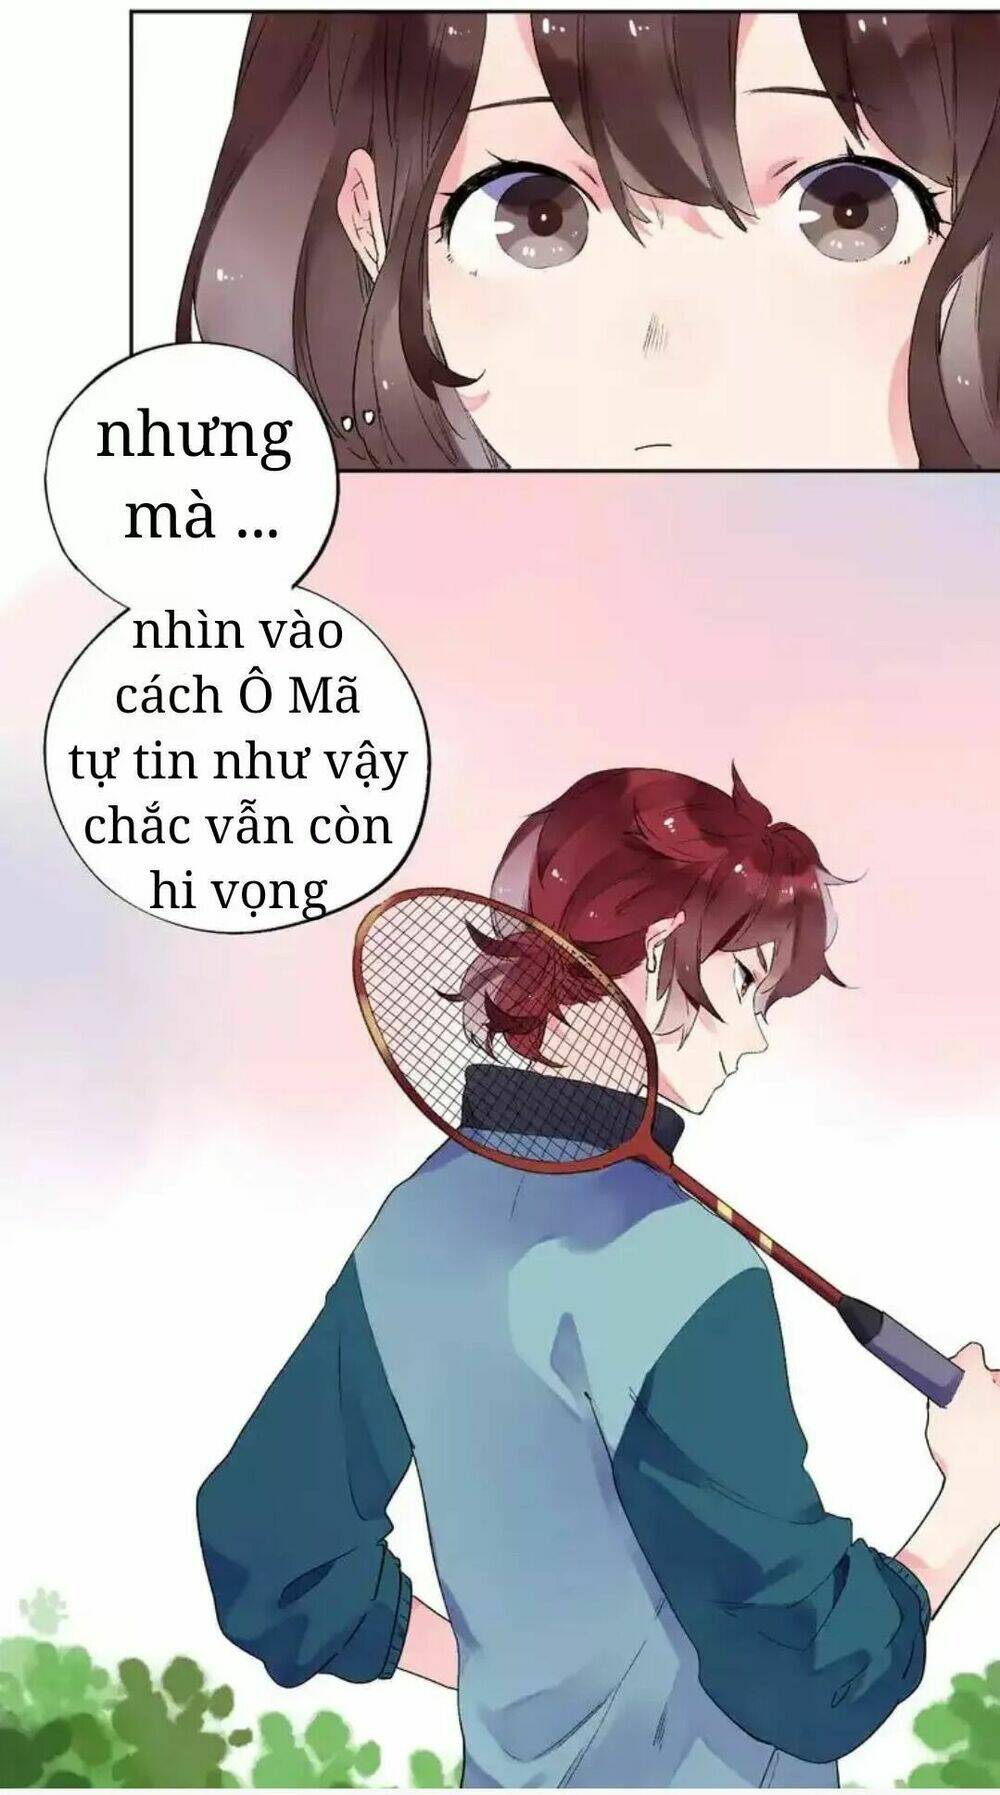 nhưng
mà ...
nhìn vào
cách Ô Mã
tự tin như vậy
chắc vẫn còn
hi vọng